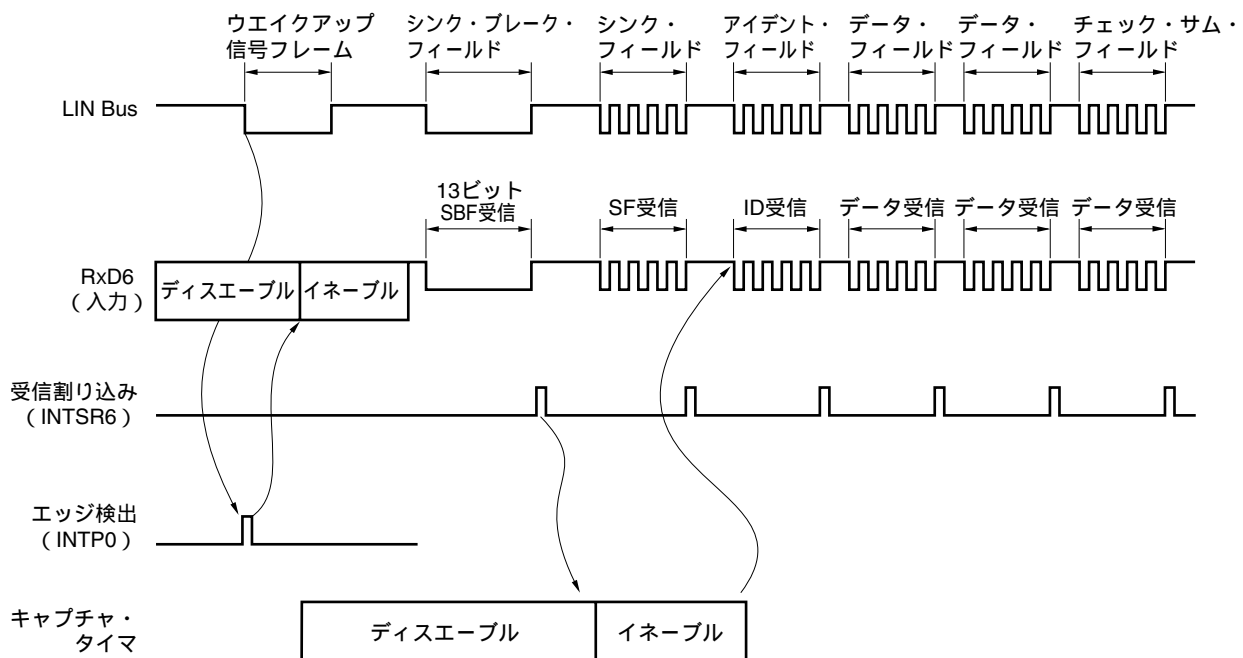 ウエイクアップ
信号フレーム
シンク・ブレーク・
フィールド
シンク・
フィールド
アイデント・
フィールド
データ・
フィールド
データ・
フィールド
チェック・サム・
フィールド
LIN Bus
13ビット
SBF受信
SF受信
ID受信
データ受信
データ受信
データ受信
RxD6
（入力）
ディスエーブル
イネーブル
受信割り込み
（INTSR6）
エッジ検出
（INTP0）
キャプチャ・
タイマ
ディスエーブル
イネーブル